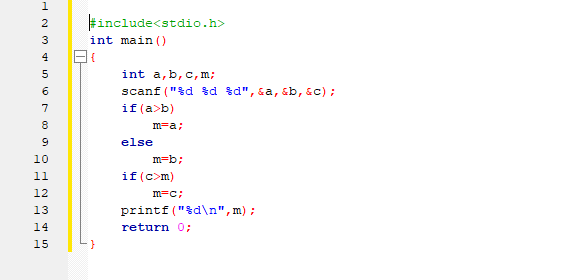 1
2 #include<stdio.h>
3 int main()
4 {
5 int a,b,c,m;
6 scanf("%d %d %d",&a,&b,&c);
7 if(a>b)
8 m=a;
9 else
10 m=b;
11 if(c>m)
12 m=c;
13 printf("%d\n",m);
14 return 0;
15 }